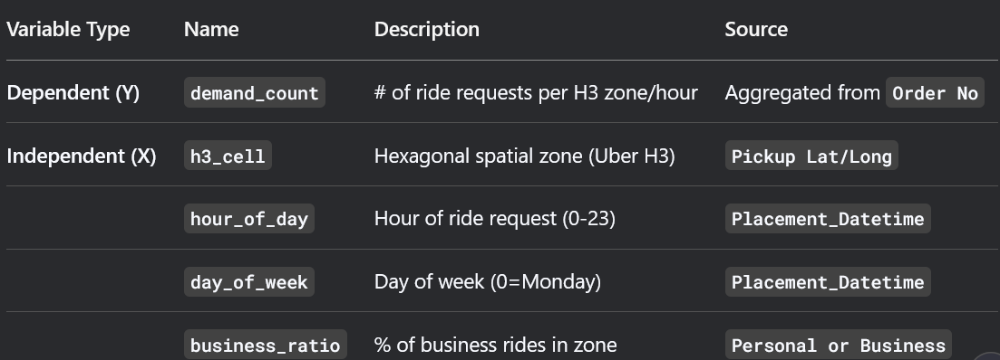 Variable Type Name Description Source
Dependent (Y) demand_count # of ride requests per H3 zone/hour Aggregated from Order No
Independent (X) h3_cell Hexagonal spatial zone (Uber H3) Pickup Lat/Long
hour_of_day Hour of ride request (0-23) Placement_Datetime
day_of_week Day of week (0=Monday) Placement_Datetime
business_ratio % of business rides in zone Personal or Business